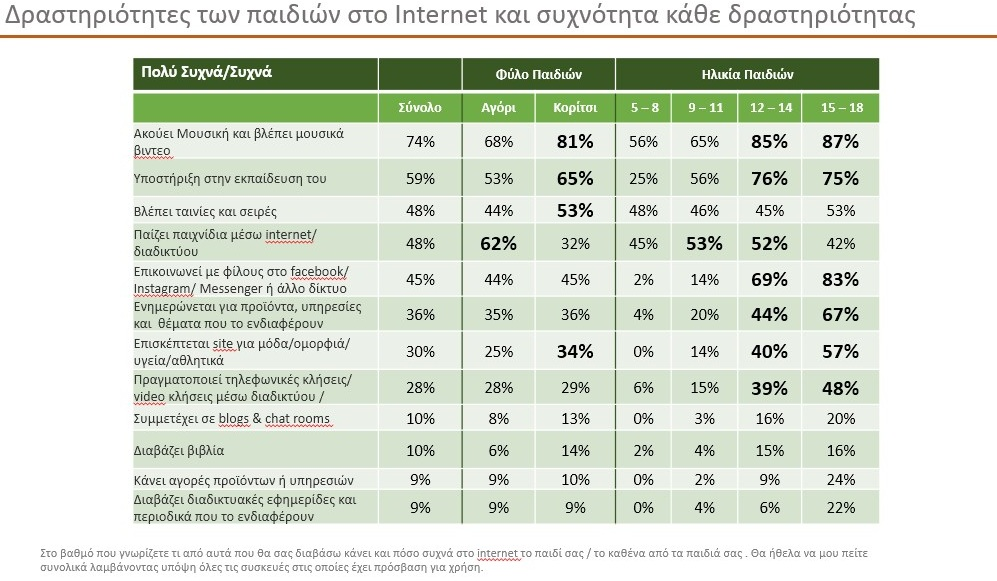 Δραστηριότητες των παιδιών στο Internet και συχνότητα κάθε δραστηριότητας
Πολύ Συχνά/Συχνά Φύλο Παιδιών Ηλικία Παιδιών
Σύνολο Αγόρι Κορίτσι 5 – 8 9 – 11 12 – 14 15 – 18
Ακούει Μουσική και βλέπει μουσικά
βιντεο 74% 68% 81% 56% 65% 85% 87%
Υποστήριξη στην εκπαίδευση του 59% 53% 65% 25% 56% 76% 75%
Βλέπει ταινίες και σειρές 48% 44% 53% 48% 46% 45% 53%
Παίζει παιχνίδια μέσω internet/
διαδικτύου 48% 62% 32% 45% 53% 52% 42%
Επικοινωνεί με φίλους στο facebook/
Instagram/ Messenger ή άλλο δίκτυο 45% 44% 45% 2% 14% 69% 83%
Ενημερώνεται για προϊόντα, υπηρεσίες
και θέματα που το ενδιαφέρουν 36% 35% 36% 4% 20% 44% 67%
Επισκέπτεται site για μόδα/ομορφιά/
υγεία/αθλητικά 30% 25% 34% 0% 14% 40% 57%
Πραγματοποιεί τηλεφωνικές κλήσεις/
video κλήσεις μέσω διαδικτύου / 28% 28% 29% 6% 15% 39% 48%
Συμμετέχει σε blogs & chat rooms 10% 8% 13% 0% 3% 16% 20%
Διαβάζει βιβλία 10% 6% 14% 2% 4% 15% 16%
Κάνει αγορές προϊόντων ή υπηρεσιών 9% 9% 10% 0% 2% 9% 24%
Διαβάζει διαδικτυακές εφημερίδες και
περιοδικά που το ενδιαφέρουν 9% 9% 9% 0% 4% 6% 22%
Στο βαθμό που γνωρίζετε τι από αυτά που θα σας διαβάσω κάνει και πόσο συχνά στο internet το παιδί σας / το καθένα από τα παιδιά σας . Θα ήθελα να μου πείτε
συνολικά λαμβάνοντας υπόψη όλες τις συσκευές στις οποίες έχει πρόσβαση για χρήση.